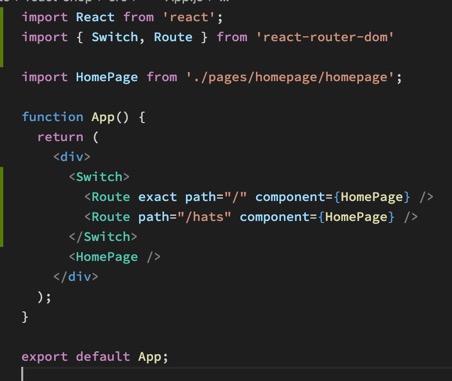 import React from 'react';
import { Switch, Route } from 'react-router-dom'
import HomePage from './pages/homepage/homepage';
function App() {
  return (
    <div>
      <Switch>
        <Route exact path="/" component={HomePage} />
        <Route path="/hats" component={HomePage} />
      </Switch>
      <HomePage />
    </div>
  );
}
export default App;